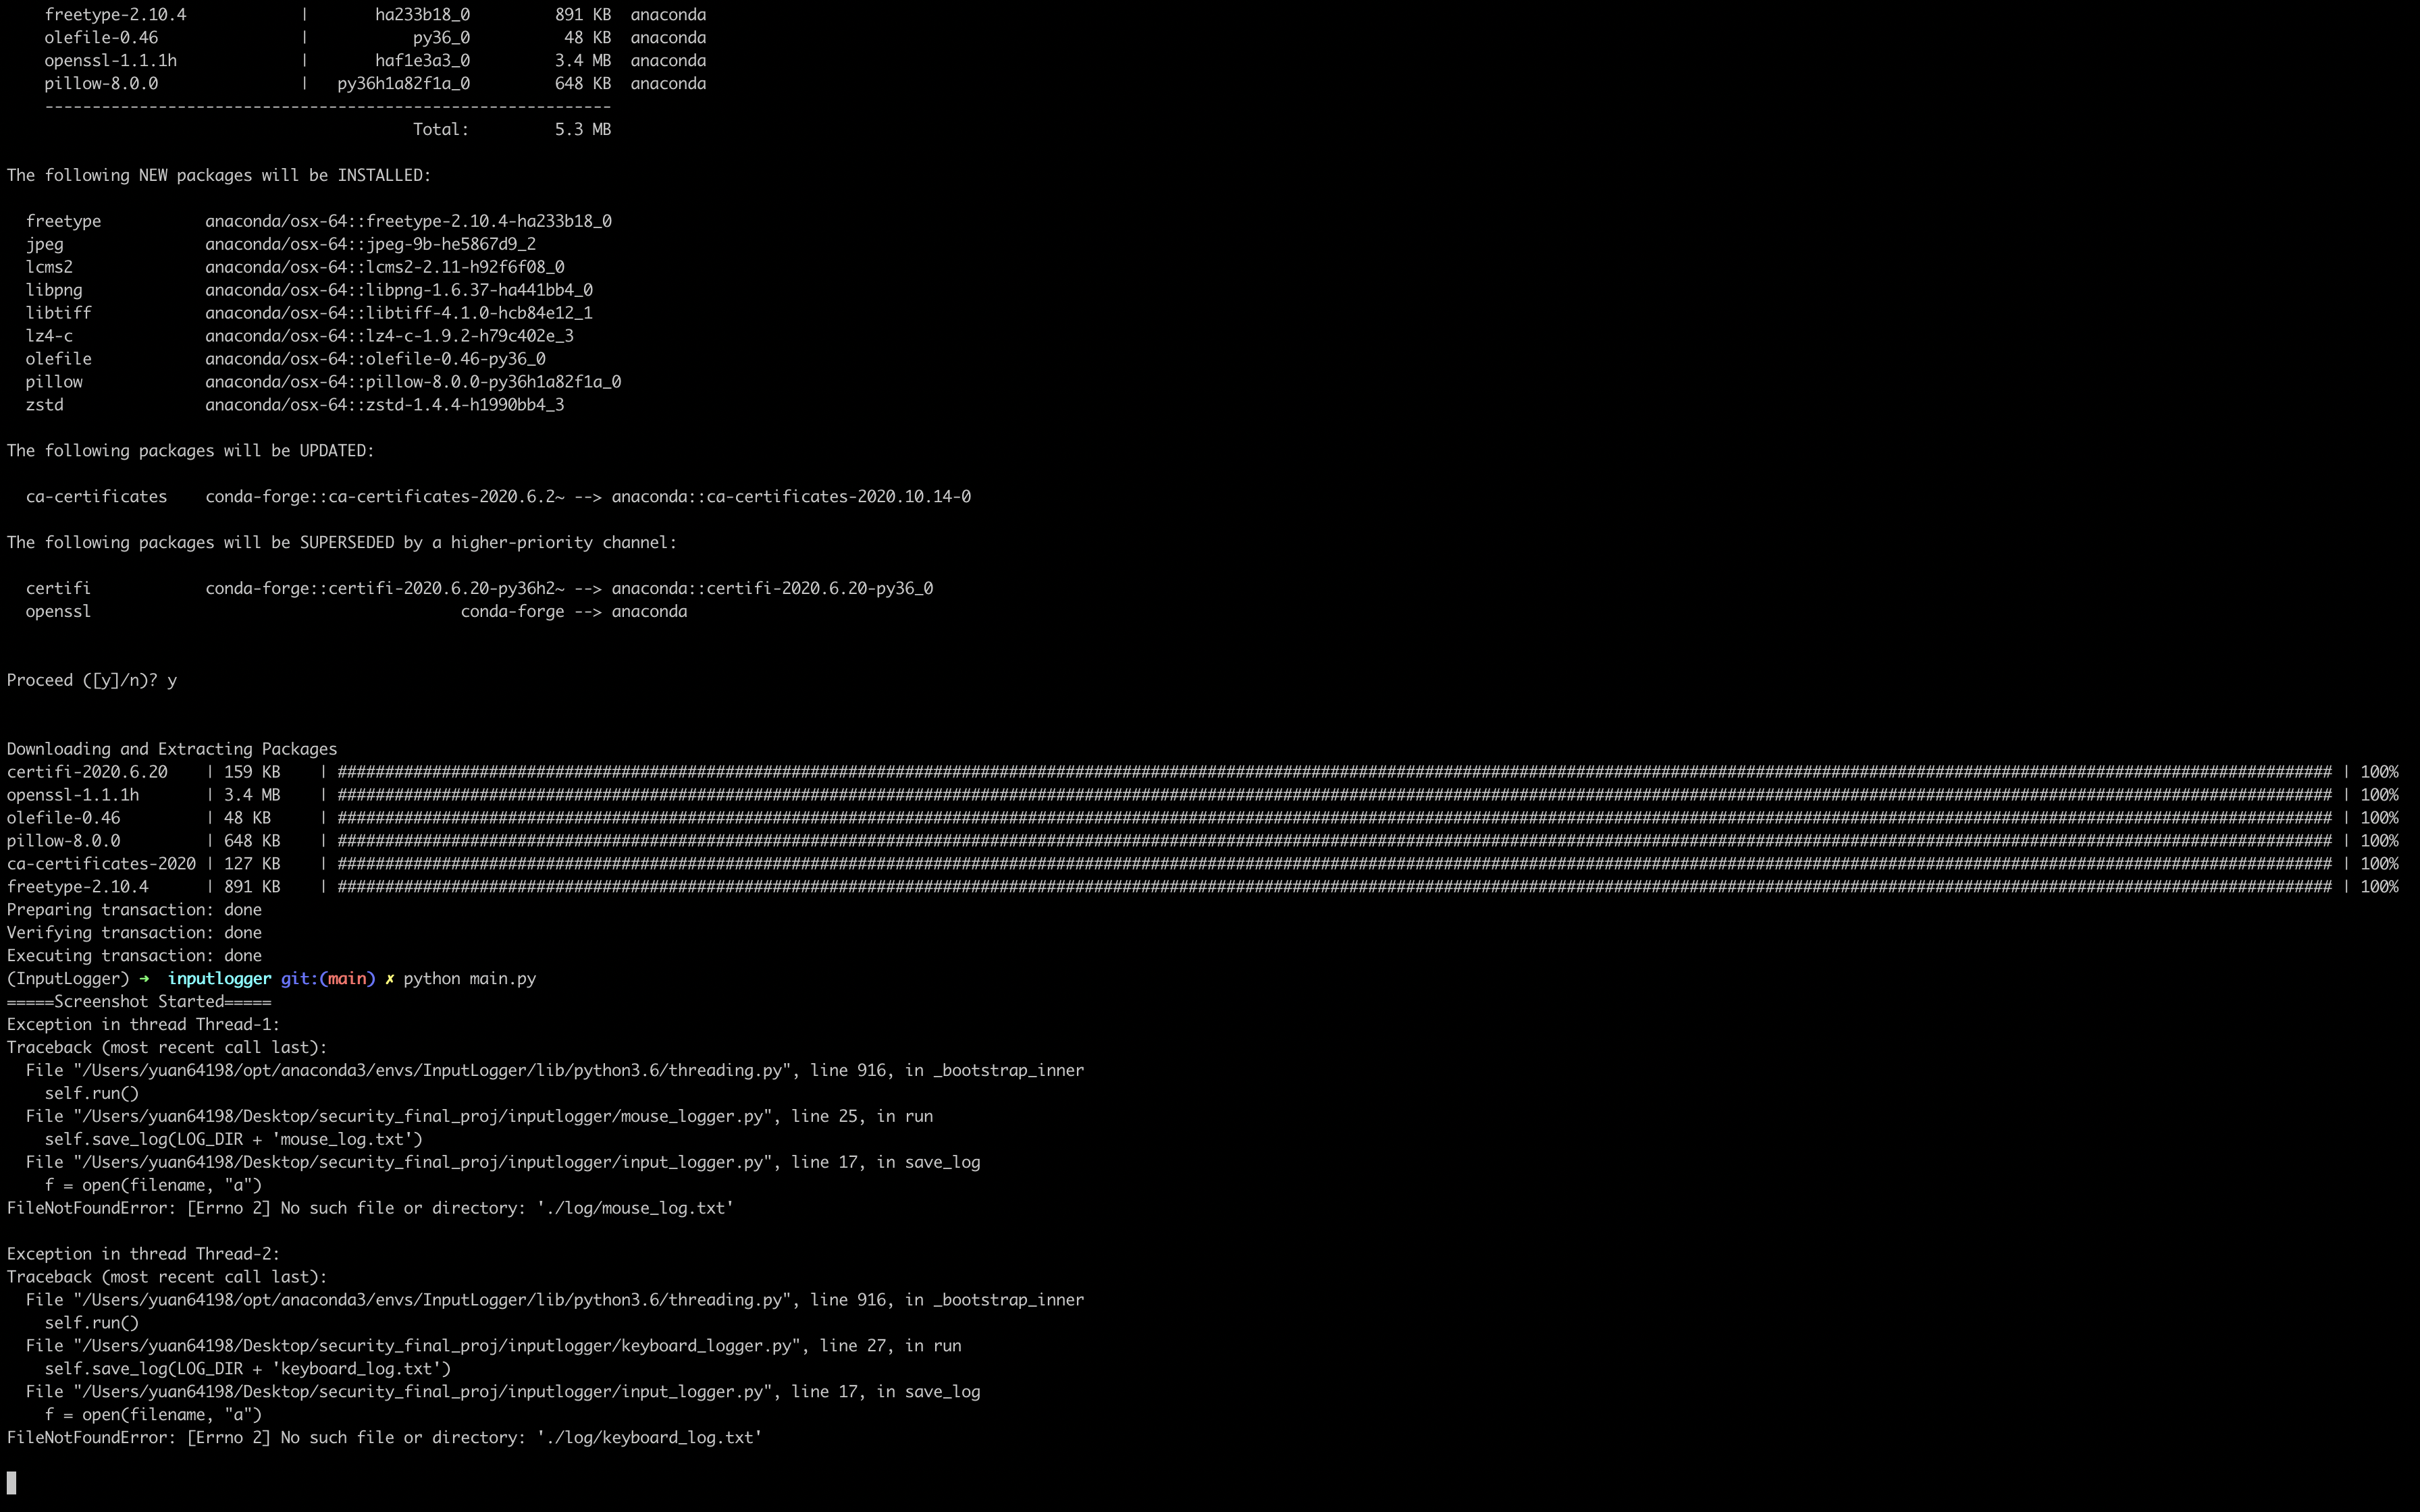 freetype-2.10.4 | ha233b18_0 891 KB anaconda
olefile-0.46 | py36_0 48 KB anaconda
openssl-1.1.1h | haf1e3a3_0 3.4 MB anaconda
pillow-8.0.0 | py36h1a82f1a_0 648 KB anaconda
------------------------------------------------------------
Total: 5.3 MB
The following NEW packages will be INSTALLED:
freetype anaconda/osx-64::freetype-2.10.4-ha233b18_0
jpeg anaconda/osx-64::jpeg-9b-he5867d9_2
lcms2 anaconda/osx-64::lcms2-2.11-h92f6f08_0
libpng anaconda/osx-64::libpng-1.6.37-ha441bb4_0
libtiff anaconda/osx-64::libtiff-4.1.0-hcb84e12_1
lz4-c anaconda/osx-64::lz4-c-1.9.2-h79c402e_3
olefile anaconda/osx-64::olefile-0.46-py36_0
pillow anaconda/osx-64::pillow-8.0.0-py36h1a82f1a_0
zstd anaconda/osx-64::zstd-1.4.4-h1990bb4_3
The following packages will be UPDATED:
ca-certificates conda-forge::ca-certificates-2020.6.2~ --> anaconda::ca-certificates-2020.10.14-0
The following packages will be SUPERSEDED by a higher-priority channel:
certifi conda-forge::certifi-2020.6.20-py36h2~ --> anaconda::certifi-2020.6.20-py36_0
openssl conda-forge --> anaconda
Proceed ([y]/n)? y
Downloading and Extracting Packages
certifi-2020.6.20 | 159 KB | ################################################################################ | 100%
openssl-1.1.1h | 3.4 MB | ################################################################################ | 100%
olefile-0.46 | 48 KB | ################################################################################ | 100%
pillow-8.0.0 | 648 KB | ################################################################################ | 100%
ca-certificates-2020 | 127 KB | ################################################################################ | 100%
freetype-2.10.4 | 891 KB | ################################################################################ | 100%
Preparing transaction: done
Verifying transaction: done
Executing transaction: done
(InputLogger) ➜ inputlogger git:(main) ✗ python main.py
=====Screenshot Started=====
Exception in thread Thread-1:
Traceback (most recent call last):
File "/Users/yuan64198/opt/anaconda3/envs/InputLogger/lib/python3.6/threading.py", line 916, in _bootstrap_inner
self.run()
File "/Users/yuan64198/Desktop/security_final_proj/inputlogger/mouse_logger.py", line 25, in run
self.save_log(LOG_DIR + 'mouse_log.txt')
File "/Users/yuan64198/Desktop/security_final_proj/inputlogger/input_logger.py", line 17, in save_log
f = open(filename, "a")
FileNotFoundError: [Errno 2] No such file or directory: './log/mouse_log.txt'
Exception in thread Thread-2:
Traceback (most recent call last):
File "/Users/yuan64198/opt/anaconda3/envs/InputLogger/lib/python3.6/threading.py", line 916, in _bootstrap_inner
self.run()
File "/Users/yuan64198/Desktop/security_final_proj/inputlogger/keyboard_logger.py", line 27, in run
self.save_log(LOG_DIR + 'keyboard_log.txt')
File "/Users/yuan64198/Desktop/security_final_proj/inputlogger/input_logger.py", line 17, in save_log
f = open(filename, "a")
FileNotFoundError: [Errno 2] No such file or directory: './log/keyboard_log.txt'